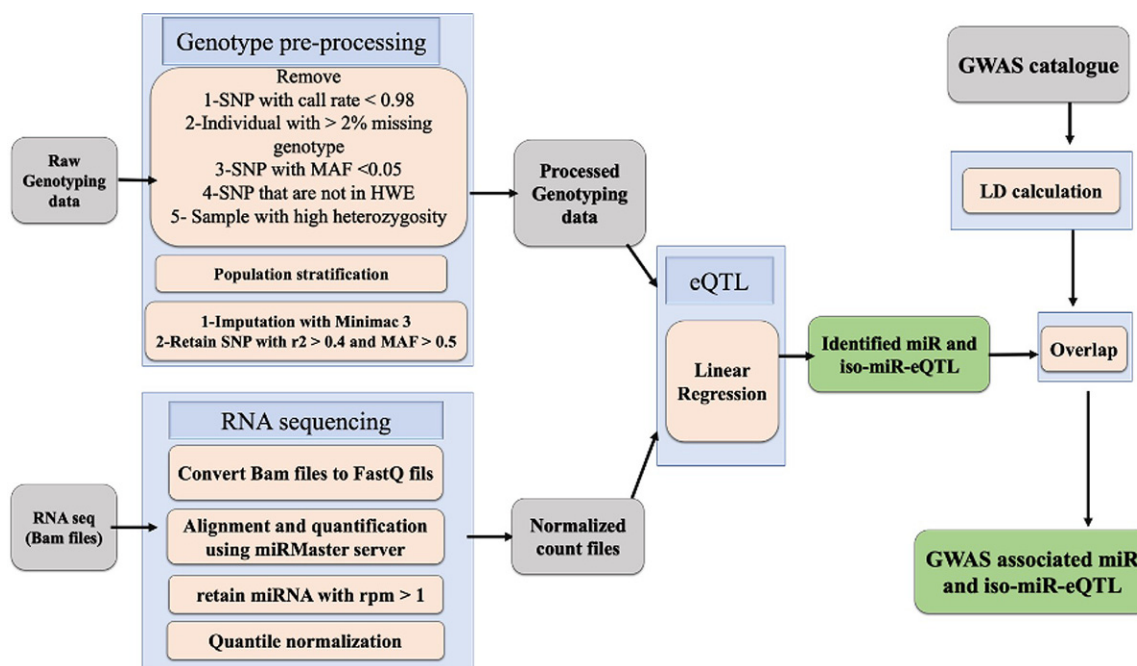 Genotype pre-processing
Remove
1-SNP with call rate < 0.98
2-Individual with > 2% missing
genotype
3-SNP with MAF <0.05
4-SNP that are not in HWE
5- Sample with high heterozygosity
Population stratification
1-Imputation with Minimac 3
2-Retain SNP with r2 > 0.4 and MAF > 0.5
Raw
Genotyping
data
Processed
Genotyping
data
RNA sequencing
Convert Bam files to FastQ fils
Alignment and quantification
using miRMaster server
retain miRNA with rpm > 1
Quantile normalization
RNA seq
(Bam files)
Normalized
count files
eQTL
Linear
Regression
Identified miR and
iso-miR-eQTL
GWAS catalogue
LD calculation
Overlap
GWAS associated miR
and iso-miR-eQTL